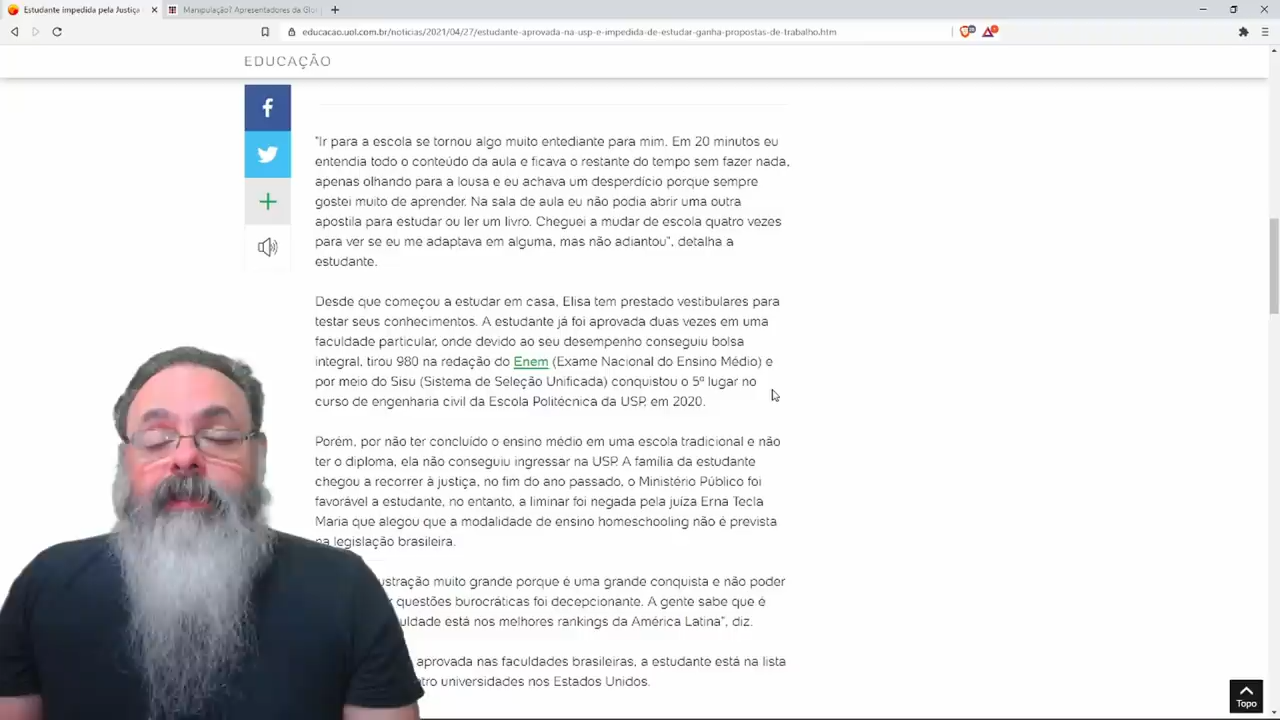 Estudante impedida pela Justiça
Manipulação? Apresentadores da Glo
educacao.uol.com.br/noticias/2021/04/27/estudante-aprovada-na-usp-e-impedida-de-estudar-ganha-propostas-de-trabalho.htm
EDUCAÇÃO
"Ir para a escola se tornou algo muito entediante para mim. Em 20 minutos eu
entendia todo o conteúdo da aula e ficava o restante do tempo sem fazer nada,
apenas olhando para a lousa e eu achava um desperdício porque sempre
gostei muito de aprender. Na sala de aula eu não podia abrir uma outra
apostila para estudar ou ler um livro. Cheguei a mudar de escola quatro vezes
para ver se eu me adaptava em alguma, mas não adiantou", detalha a
estudante.
Desde que começou a estudar em casa, Elisa tem prestado vestibulares para
testar seus conhecimentos. A estudante já foi aprovada duas vezes em uma
faculdade particular, onde devido ao seu desempenho conseguiu bolsa
integral, tirou 980 na redação do Enem (Exame Nacional do Ensino Médio) e
por meio do Sisu (Sistema de Seleção Unificada) conquistou o 5º lugar no
curso de engenharia civil da Escola Politécnica da USP, em 2020.
Porém, por não ter concluído o ensino médio em uma escola tradicional e não
ter o diploma, ela não conseguiu ingressar na USP. A família da estudante
chegou a recorrer à justiça, no fim do ano passado, o Ministério Público foi
favorável a estudante, no entanto, a liminar foi negada pela juíza Erna Tecla
Maria que alegou que a modalidade de ensino homeschooling não é prevista
na legislação brasileira.
ustração muito grande porque é uma grande conquista e não poder
questões burocráticas foi decepcionante. A gente sabe que é
uldade está nos melhores rankings da América Latina", diz.
aprovada nas faculdades brasileiras, a estudante está na lista
tro universidades nos Estados Unidos.
Topo